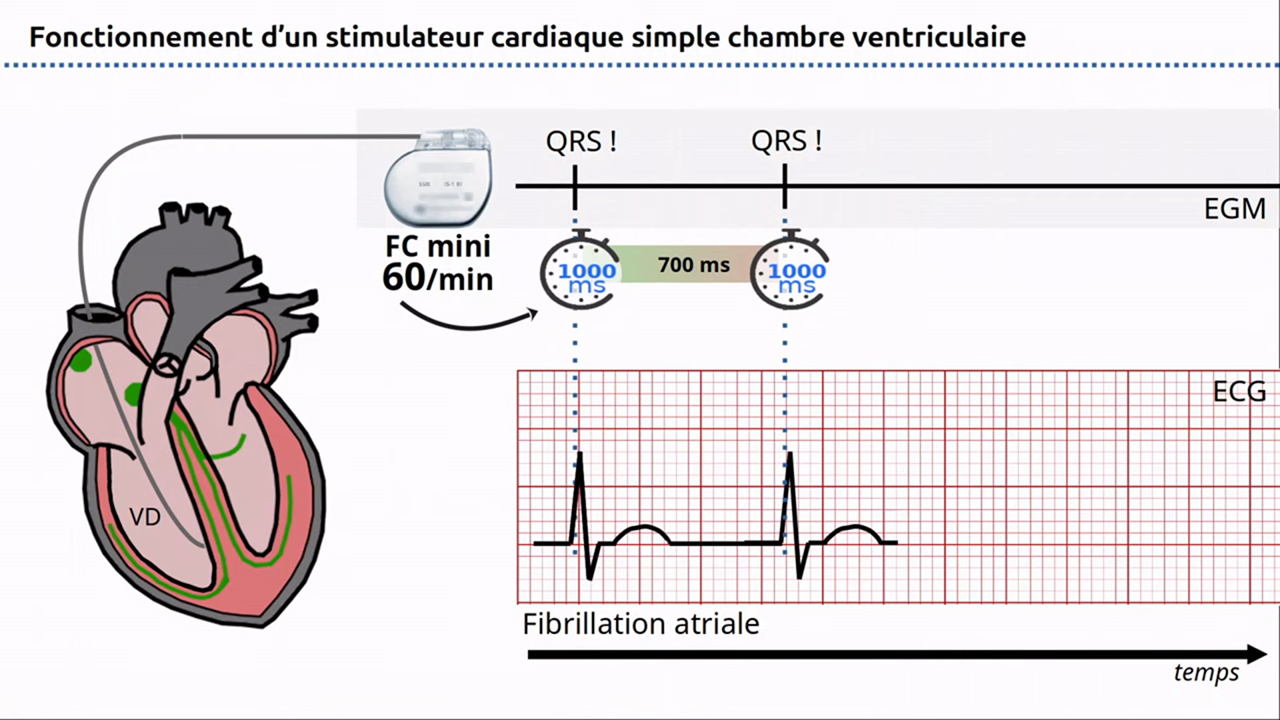 Fonctionnement d’un stimulateur cardiaque simple chambre ventriculaire
QRS !
QRS !
EGM
FC mini
60/min
1000
ms
700 ms
1000
ms
ECG
VD
Fibrillation atriale
temps